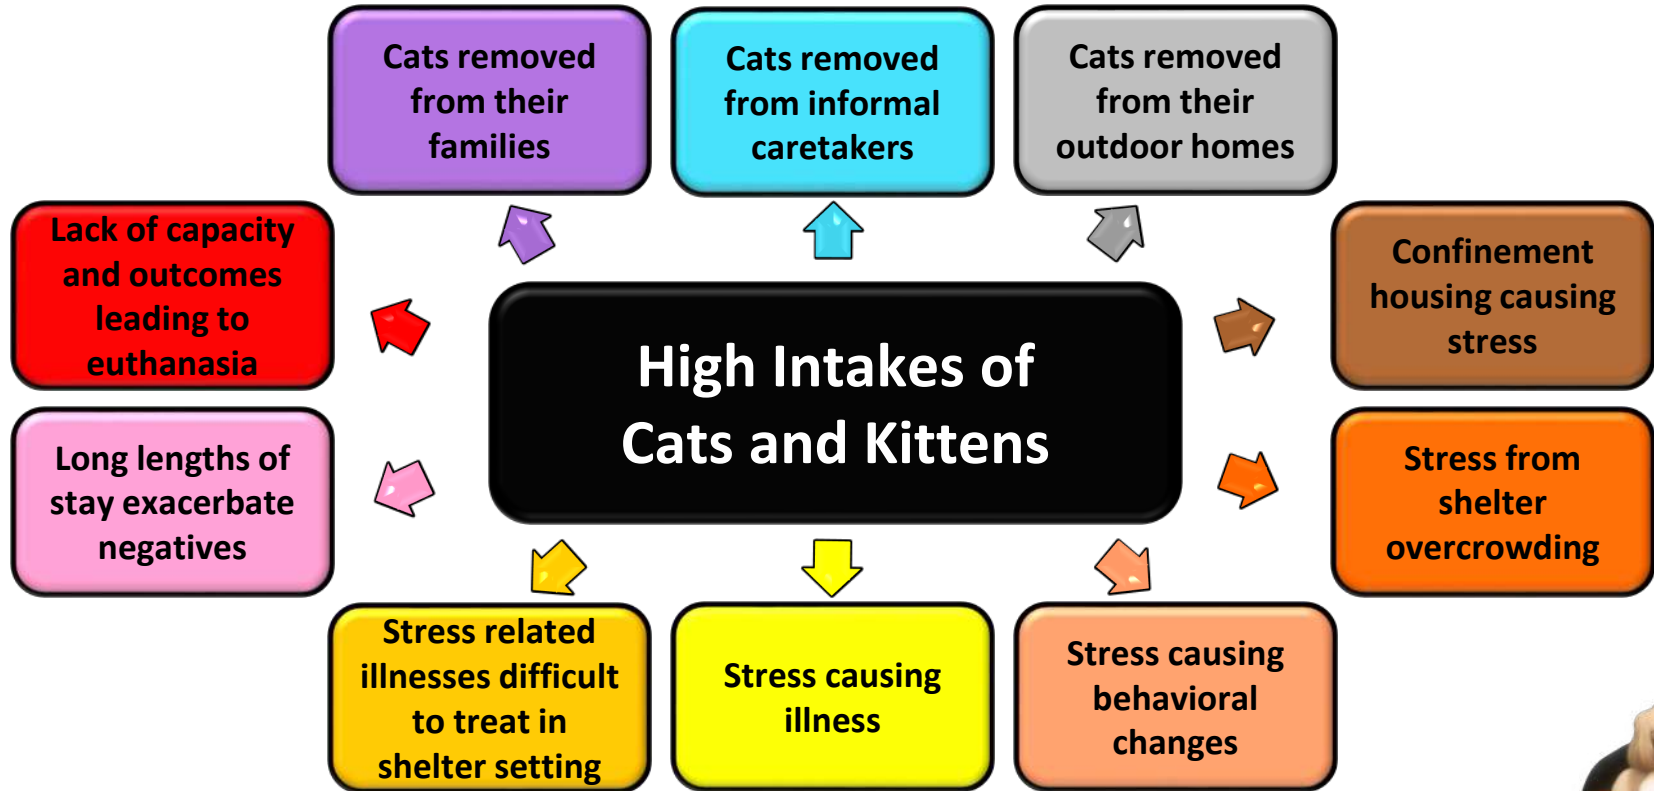 Cats removed
from their
families
Cats removed
from informal
caretakers
Cats removed
from their
outdoor homes
Lack of capacity
and outcomes
leading to
euthanasia
Confinement
housing causing
stress
High Intakes of
Cats and Kittens
Long lengths of
stay exacerbate
negatives
Stress from
shelter
overcrowding
Stress related
illnesses difficult
to treat in
shelter setting
Stress causing
illness
Stress causing
behavioral
changes